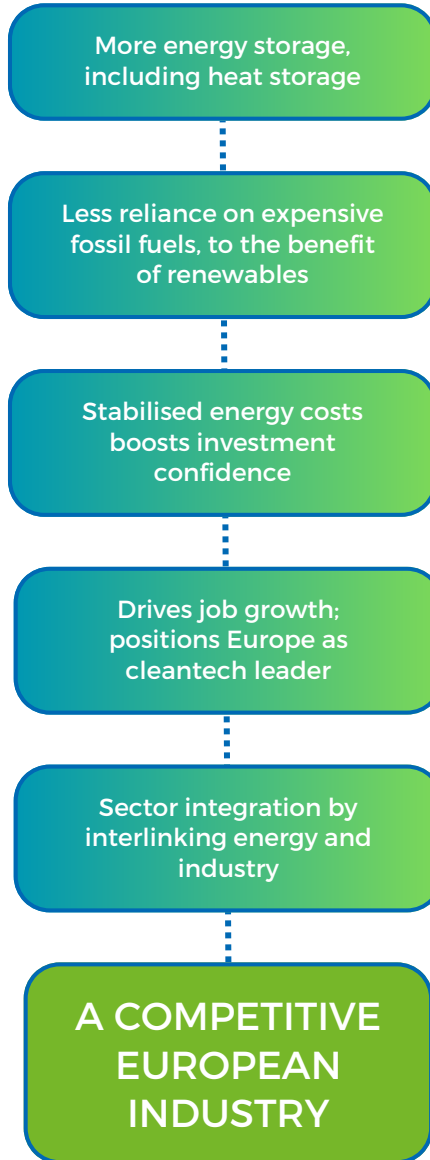 More energy storage,
including heat storage
Less reliance on expensive
fossil fuels, to the benefit
of renewables
Stabilised energy costs
boosts investment
confidence
Drives job growth;
positions Europe as
cleantech leader
Sector integration by
interlinking energy and
industry
A COMPETITIVE
EUROPEAN
INDUSTRY